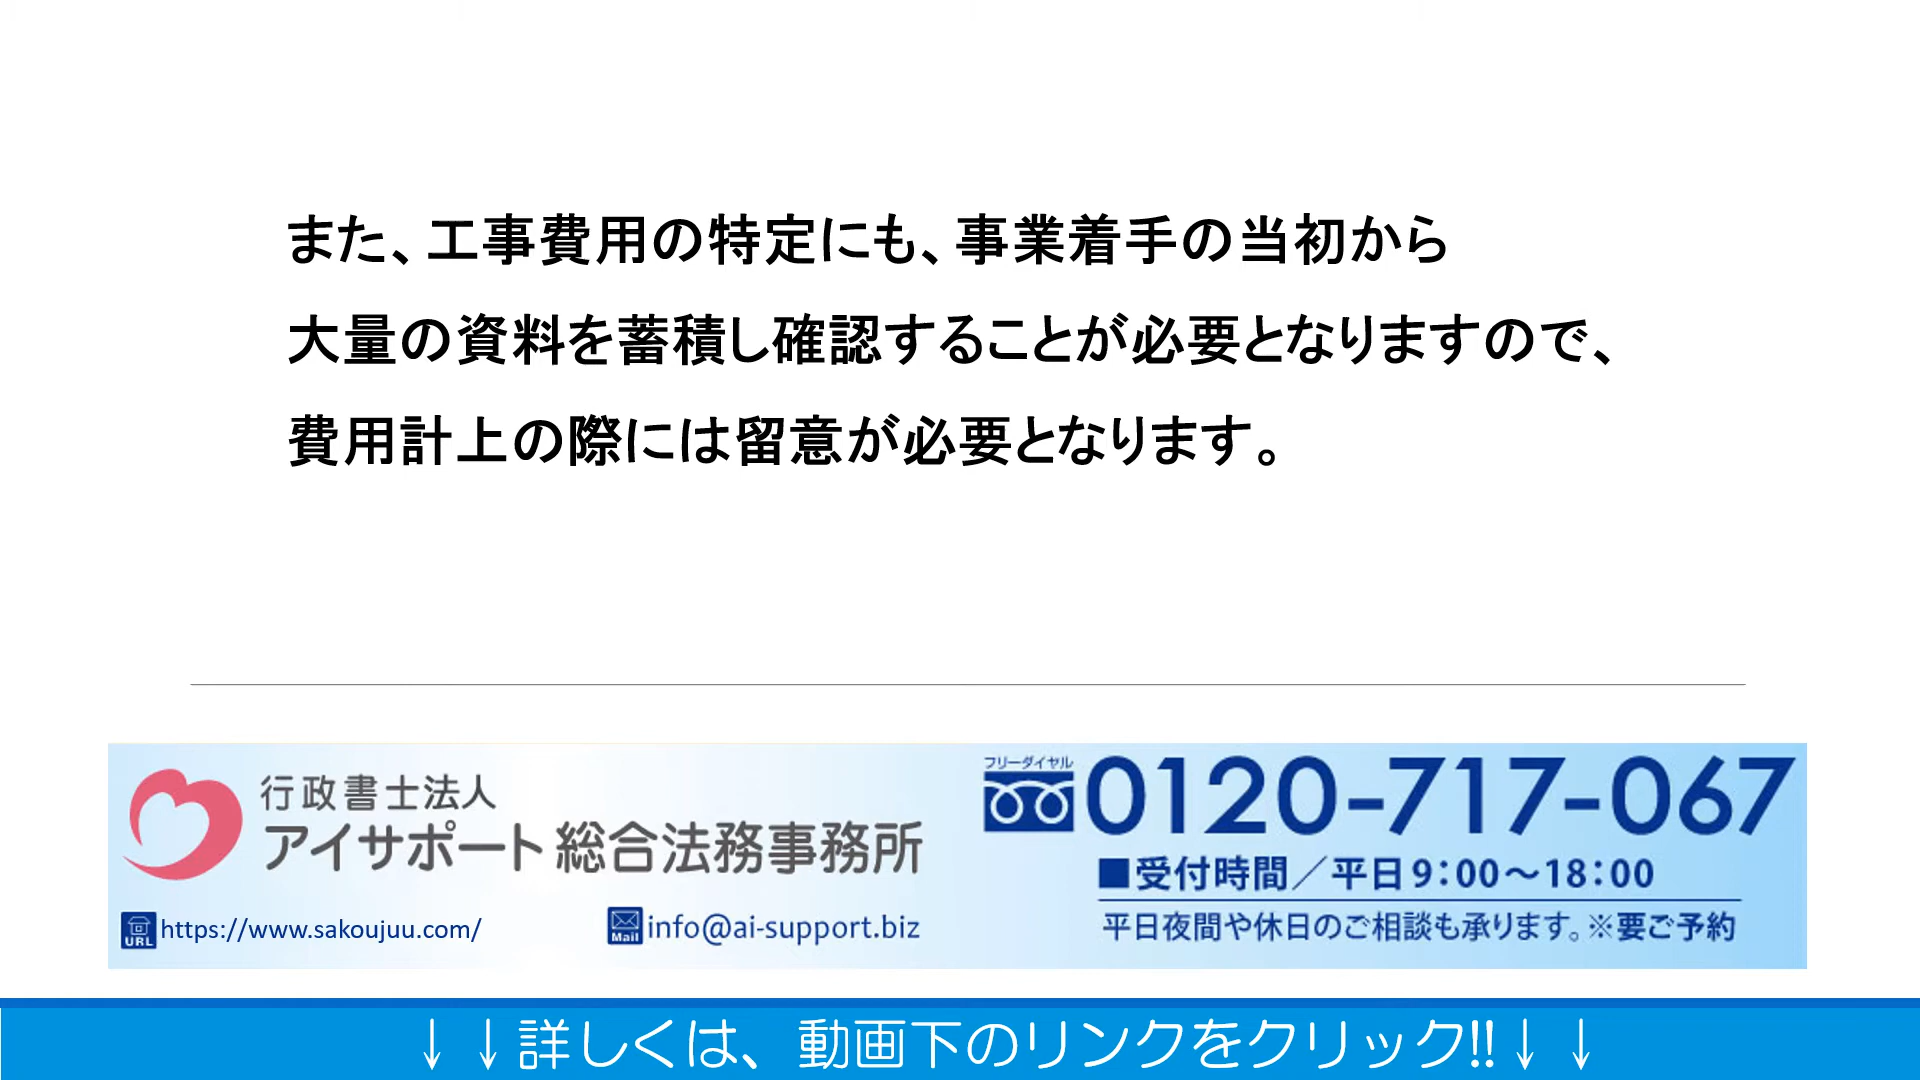 また、工事費用の特定にも、事業着手の当初から
大量の資料を蓄積し確認することが必要となりますので、
費用計上の際には留意が必要となります。
行政書士法人
アイサポート総合法務事務所
URL https://www.sakoujuu.com/
Mail info@ai-support.biz
フリーダイヤル
0120-717-067
■受付時間／平日9:00～18:00
平日夜間や休日のご相談も承ります。※要ご予約
↓↓詳しくは、動画下のリンクをクリック!!↓↓